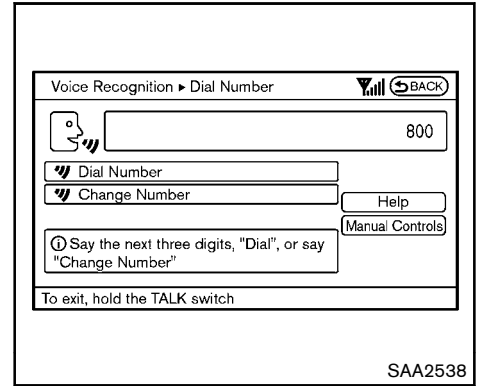 Voice Recognition ▸ Dial Number BACK
800
Dial Number
Change Number
Help
Manual Controls
Say the next three digits, "Dial", or say
"Change Number"
To exit, hold the TALK switch
SAA2538